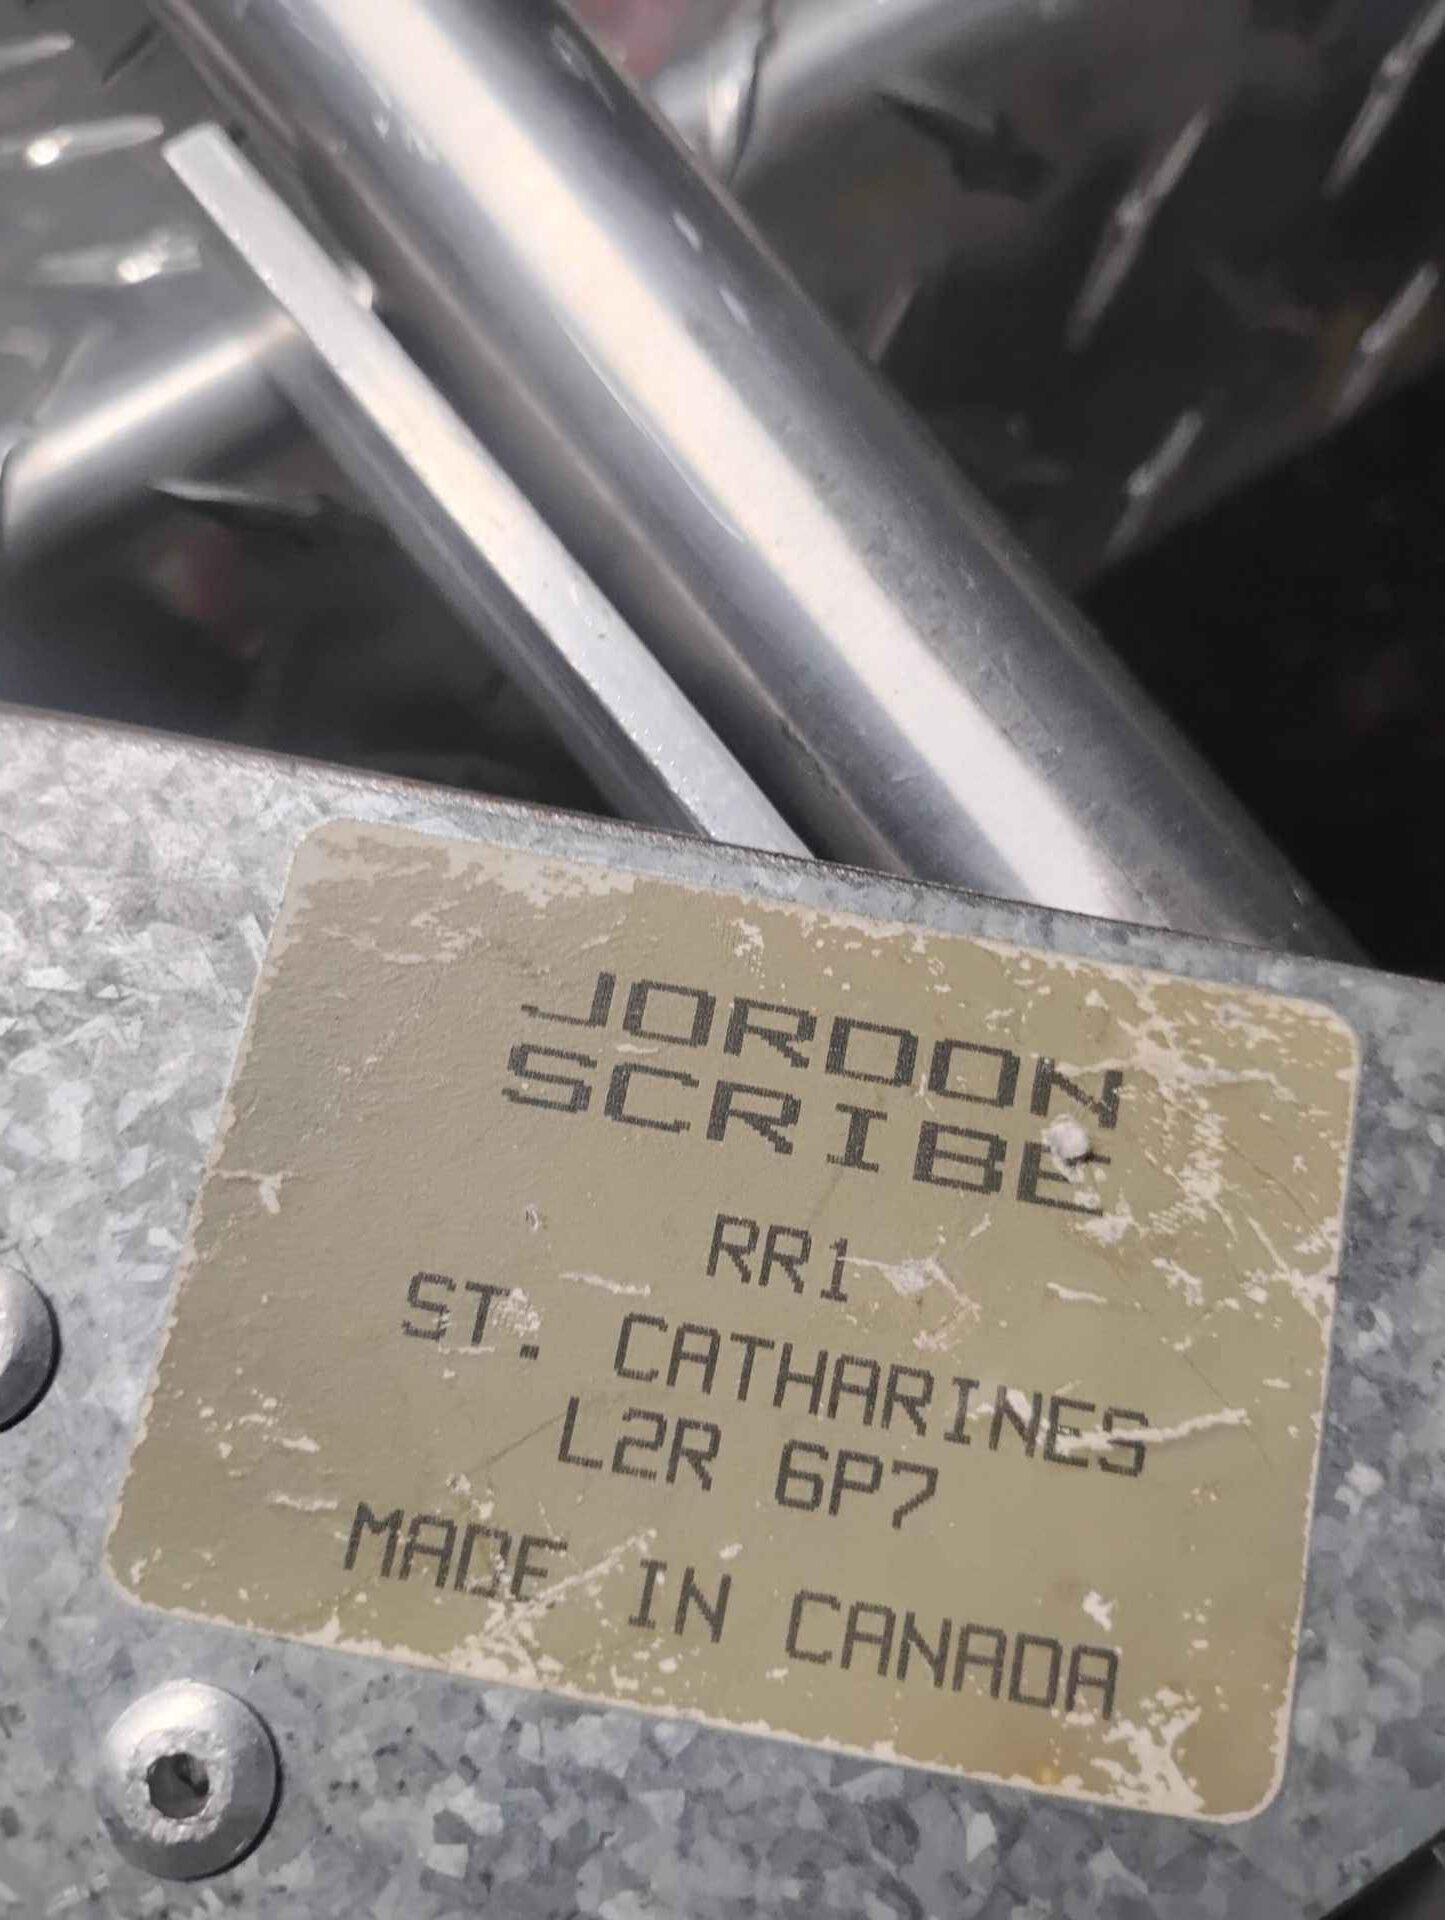 JORDON
SCRIBE
RR1
ST. CATHARINES
L2R 6P7
MADE IN CANADA